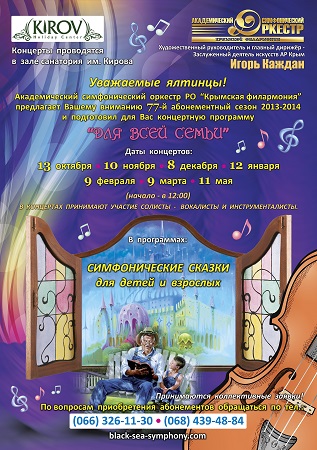 KIROV
Holiday Center
Концерты проводятся
в зале санатория им. Кирова
АКАДЕМИЧЕСКИЙ СИМФОНИЧЕСКИЙ
ОРКЕСТР
КРЫМСКАЯ ФИЛАРМОНИЯ
Художественный руководитель и главный дирижёр -
Заслуженный деятель искусств АР Крым
Игорь Каждан
Уважаемые ялтинцы!
Академический симфонический оркестр РО "Крымская филармония"
предлагает Вашему вниманию 77-й абонементный сезон 2013-2014
и подготовил для Вас концертную программу
"ДЛЯ ВСЕЙ СЕМЬИ"
Даты концертов:
13 октября • 10 ноября • 8 декабря • 12 января
9 февраля • 9 марта • 11 мая
(начало - в 12:00)
В КОНЦЕРТАХ ПРИНИМАЮТ УЧАСТИЕ СОЛИСТЫ - ВОКАЛИСТЫ И ИНСТРУМЕНТАЛИСТЫ.
В программах:
СИМФОНИЧЕСКИЕ СКАЗКИ
для детей и взрослых
Принимаются коллективные заявки!
По вопросам приобретения абонементов обращаться по тел.:
(066) 326-11-30 • (068) 439-48-84
black-sea-symphony.com